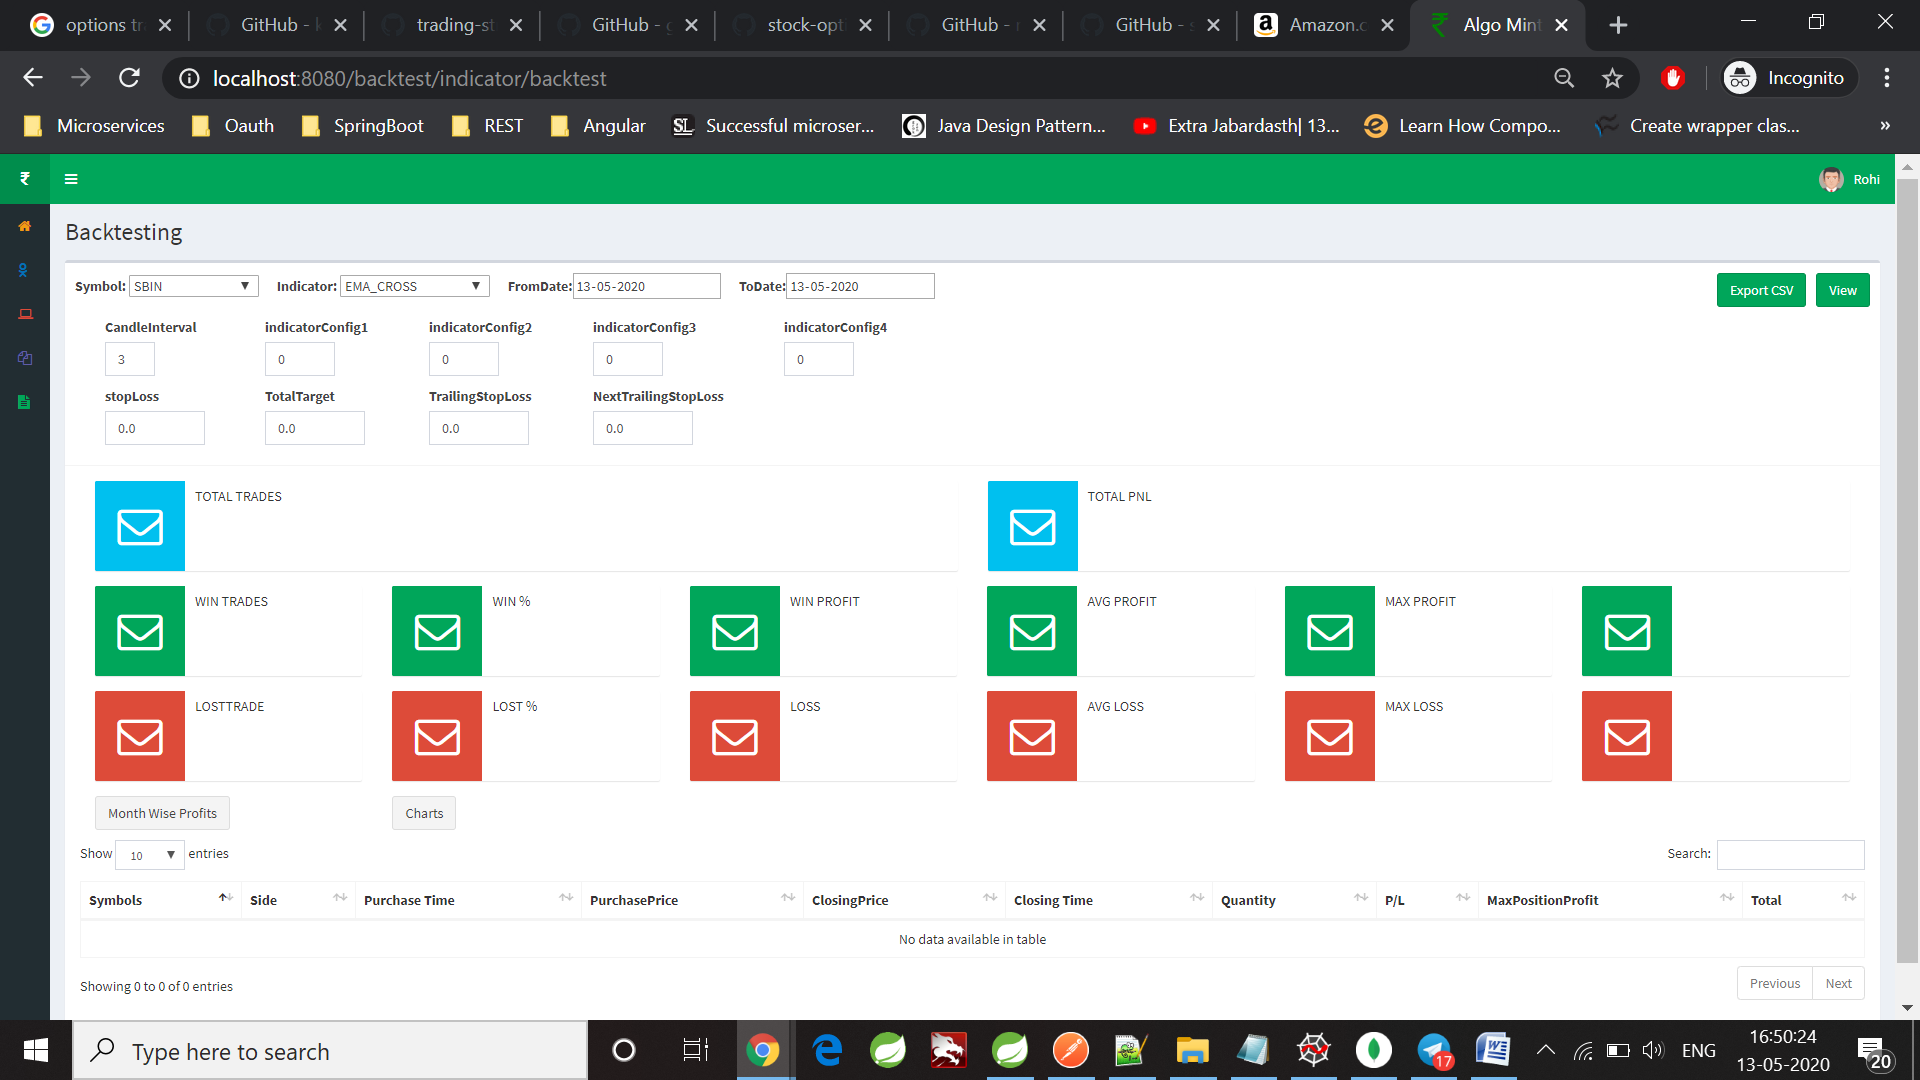 options tr
GitHub - k
trading-st
GitHub - g
stock-opti
GitHub - r
GitHub - s
Amazon.c
Algo Mint
localhost:8080/backtest/indicator/backtest
Incognito
Microservices
Oauth
SpringBoot
REST
Angular
Successful microser...
Java Design Pattern...
Extra Jabardasth| 13...
Learn How Compo...
Create wrapper clas...
»
₹
Rohi
Backtesting
Symbol: SBIN
Indicator: EMA_CROSS
FromDate: 13-05-2020
ToDate: 13-05-2020
Export CSV
View
CandleInterval indicatorConfig1 indicatorConfig2 indicatorConfig3 indicatorConfig4
3 0 0 0 0
stopLoss TotalTarget TrailingStopLoss NextTrailingStopLoss
0.0 0.0 0.0 0.0
TOTAL TRADES
TOTAL PNL
WIN TRADES
WIN %
WIN PROFIT
AVG PROFIT
MAX PROFIT
LOSTTRADE
LOST %
LOSS
AVG LOSS
MAX LOSS
Month Wise Profits
Charts
Show 10 entries
Search:
Symbols Side Purchase Time PurchasePrice ClosingPrice Closing Time Quantity P/L MaxPositionProfit Total
No data available in table
Showing 0 to 0 of 0 entries
Previous
Next
Type here to search
17
ENG
16:50:24
13-05-2020
20